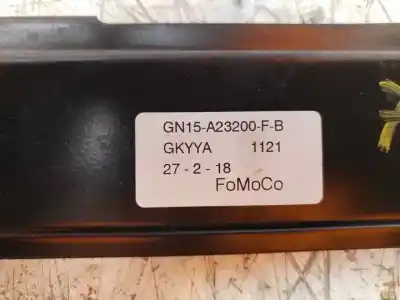 GN15-A23200-F-B
GKYYA 1121
27 - 2 - 18
FoMoCo